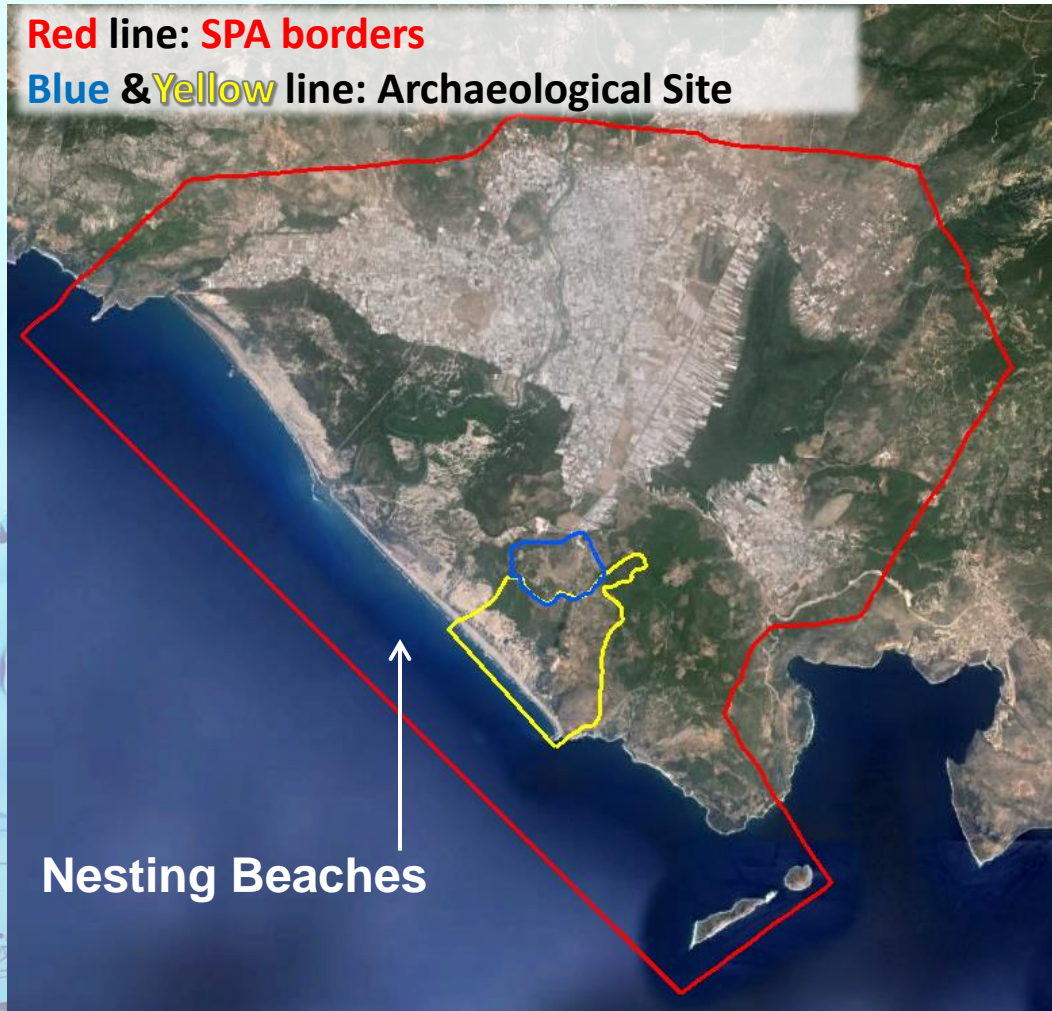 Red line: SPA borders
Blue &Yellow line: Archaeological Site
Nesting Beaches